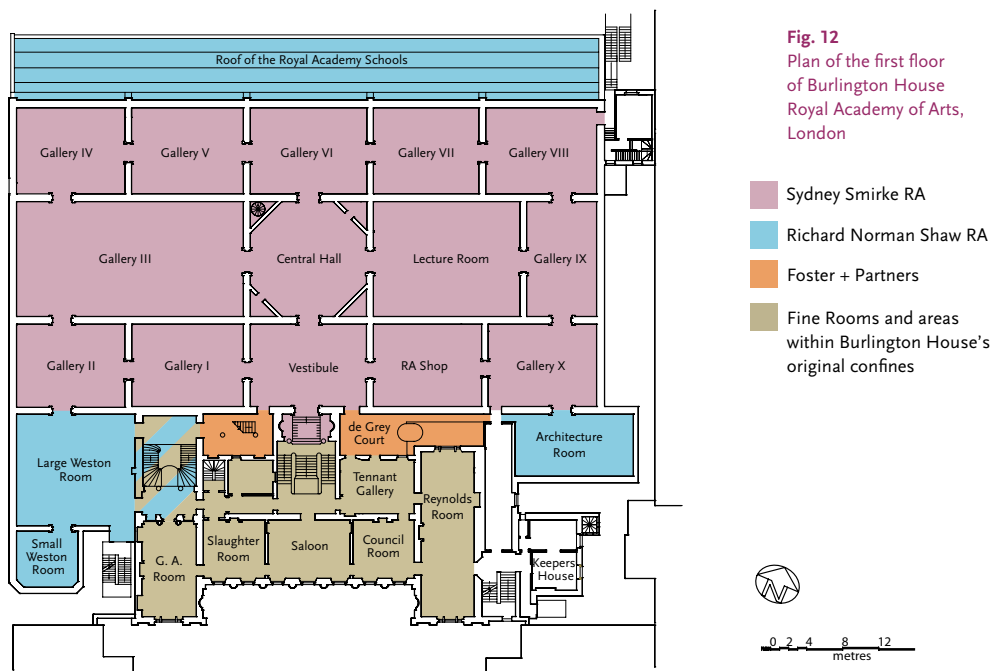 Roof of the Royal Academy Schools
Gallery IV
Gallery V
Gallery VI
Gallery VII
Gallery VIII
Gallery III
Central Hall
Lecture Room
Gallery IX
Gallery II
Gallery I
Vestibule
RA Shop
Gallery X
Large Weston
Room
de Grey
Court
Architecture
Room
Tennant
Gallery
Reynolds
Room
Small
Weston
Room
G. A.
Room
Slaughter
Room
Saloon
Council
Room
Keepers
House
Fig. 12
Plan of the first floor
of Burlington House
Royal Academy of Arts,
London
Sydney Smirke RA
Richard Norman Shaw RA
Foster + Partners
Fine Rooms and areas
within Burlington House’s
original confines
N
0 2 4 8 12
metres